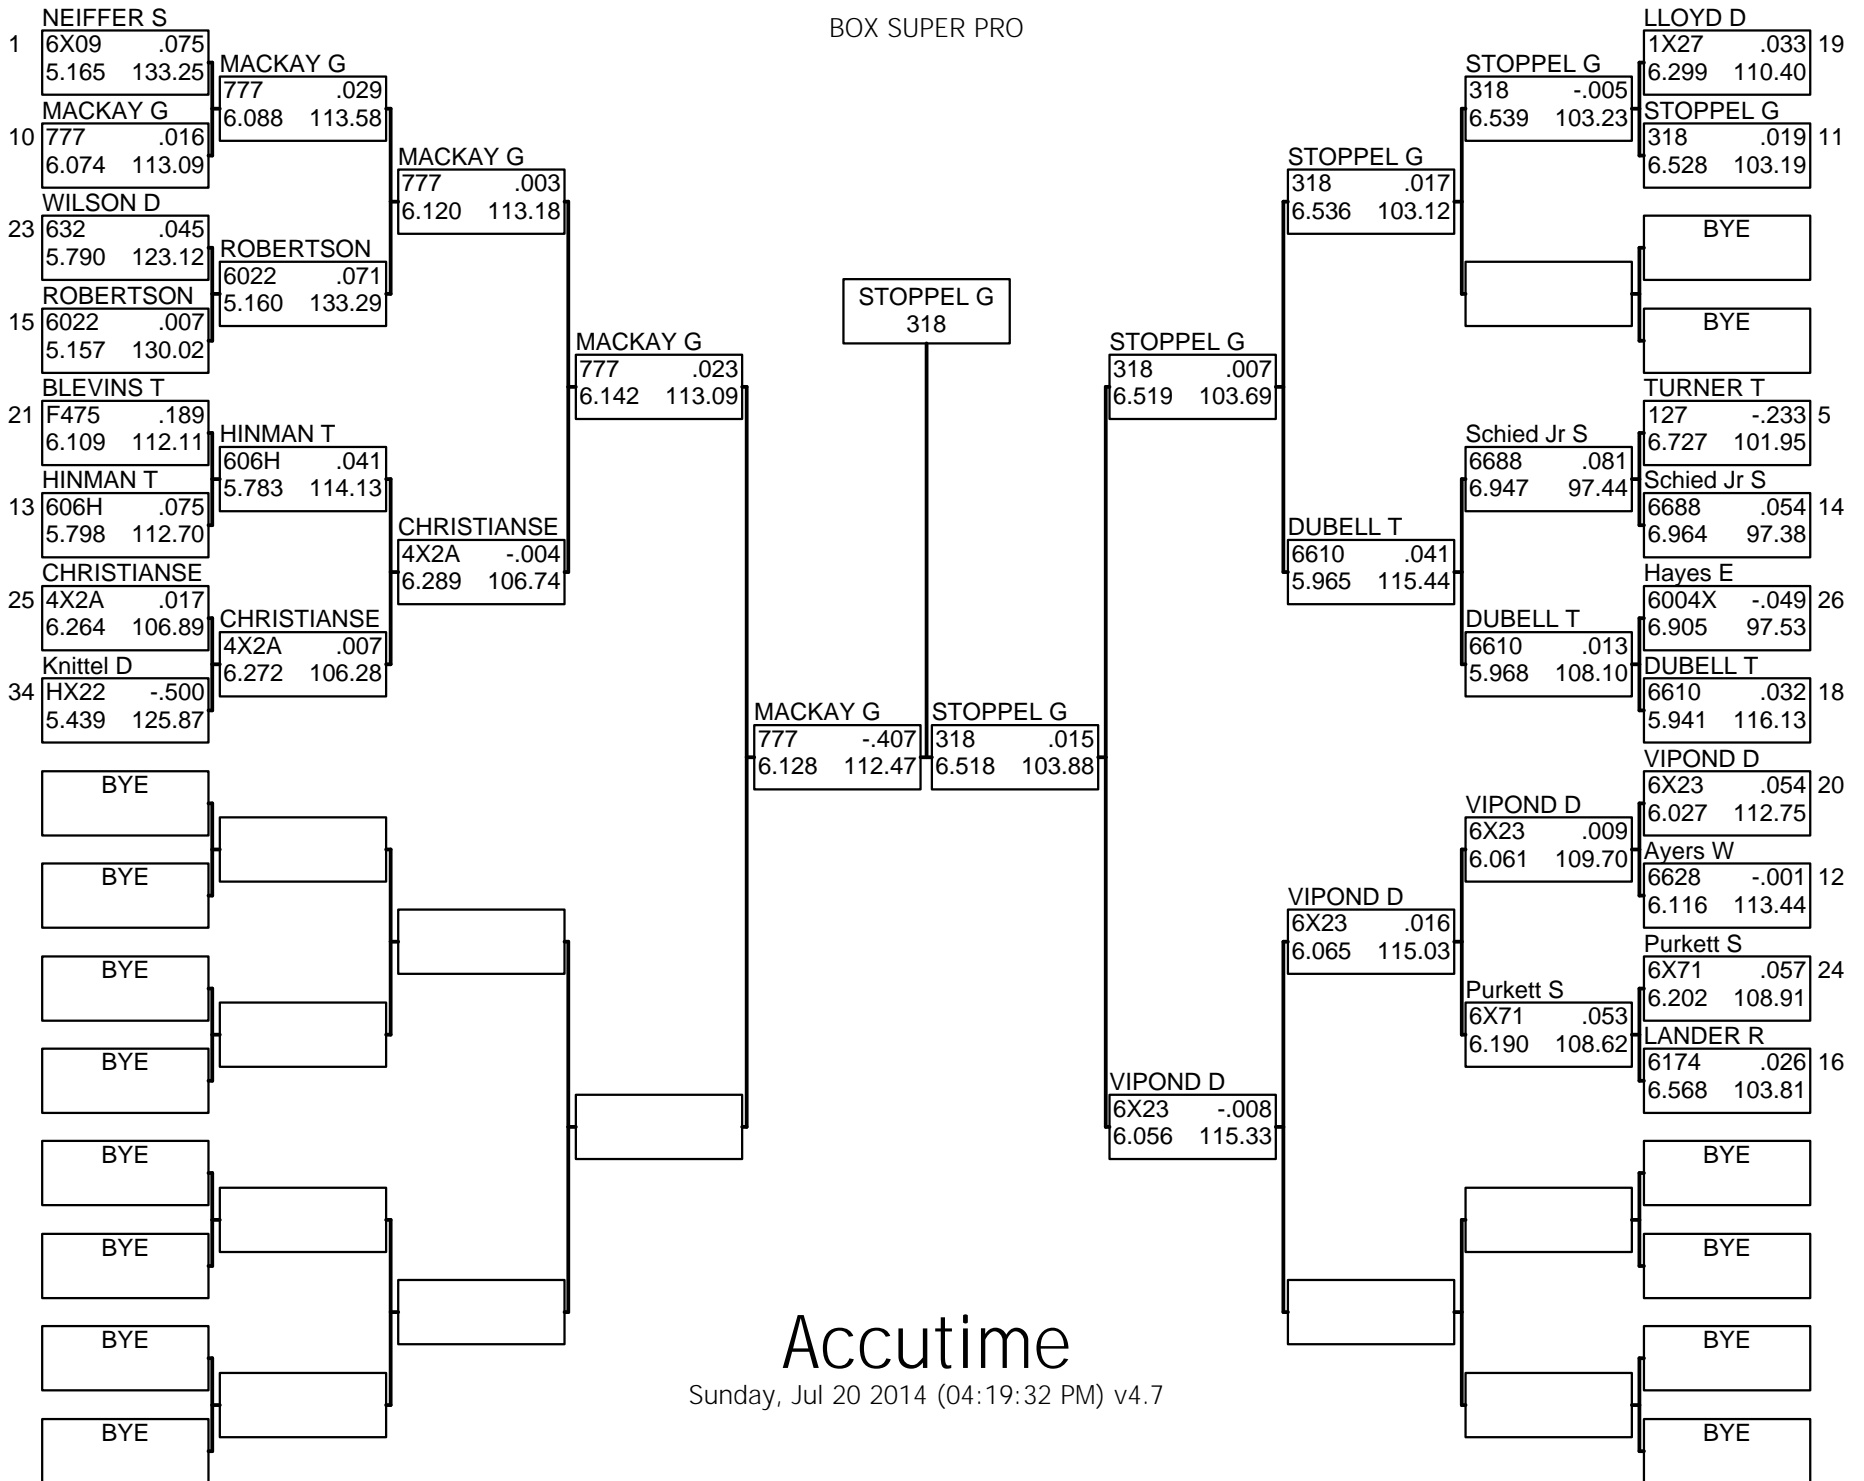 BOX SUPER PRO
NEIFFER S
1 6X09 .075
5.165 133.25
MACKAY G
10 777 .016
6.074 113.09
WILSON D
23 632 .045
5.790 123.12
ROBERTSON
15 6022 .007
5.157 130.02
BLEVINS T
21 F475 .189
6.109 112.11
HINMAN T
13 606H .075
5.798 112.70
CHRISTIANSE
25 4X2A .017
6.264 106.89
Knittel D
34 HX22 -.500
5.439 125.87
BYE
BYE
BYE
BYE
BYE
BYE
BYE
BYE
MACKAY G
777 .029
6.088 113.58
ROBERTSON
6022 .071
5.160 133.29
HINMAN T
606H .041
5.783 114.13
CHRISTIANSE
4X2A .007
6.272 106.28
MACKAY G
777 .003
6.120 113.18
CHRISTIANSE
4X2A -.004
6.289 106.74
MACKAY G
777 .023
6.142 113.09
MACKAY G
777 -.407
6.128 112.47
STOPPEL G
318
STOPPEL G
318 .015
6.518 103.88
STOPPEL G
318 .007
6.519 103.69
VIPOND D
6X23 -.008
6.056 115.33
STOPPEL G
318 .017
6.536 103.12
DUBELL T
6610 .041
5.965 115.44
VIPOND D
6X23 .016
6.065 115.03
STOPPEL G
318 -.005
6.539 103.23
Schied Jr S
6688 .081
6.947 97.44
DUBELL T
6610 .013
5.968 108.10
VIPOND D
6X23 .009
6.061 109.70
Purkett S
6X71 .053
6.190 108.62
LLOYD D
1X27 .033 19
6.299 110.40
STOPPEL G
318 .019 11
6.528 103.19
BYE
BYE
TURNER T
127 -.233 5
6.727 101.95
Schied Jr S
6688 .054 14
6.964 97.38
Hayes E
6004X -.049 26
6.905 97.53
DUBELL T
6610 .032 18
5.941 116.13
VIPOND D
6X23 .054 20
6.027 112.75
Ayers W
6628 -.001 12
6.116 113.44
Purkett S
6X71 .057 24
6.202 108.91
LANDER R
6174 .026 16
6.568 103.81
BYE
BYE
BYE
BYE
Accutime
Sunday, Jul 20 2014 (04:19:32 PM) v4.7